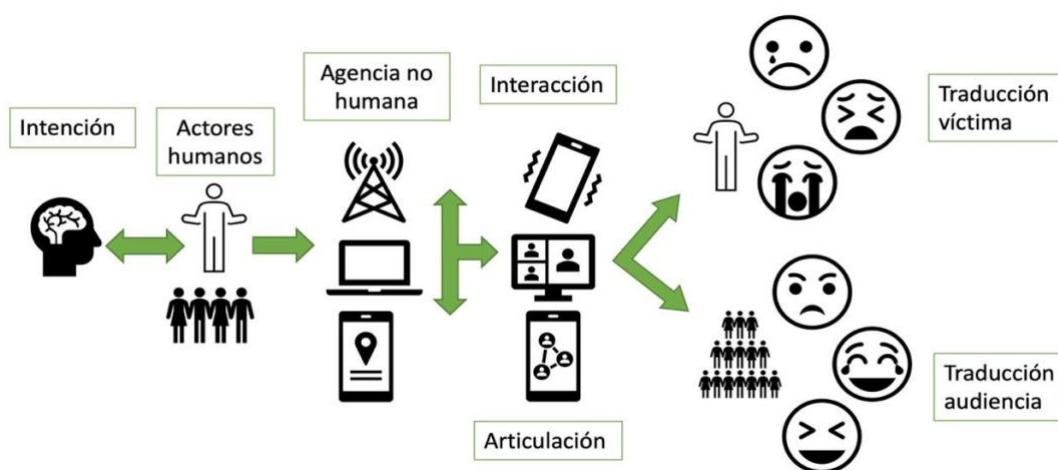 Intención
Actores
humanos
Agencia no
humana
Interacción
Articulación
Traducción
víctima
Traducción
audiencia